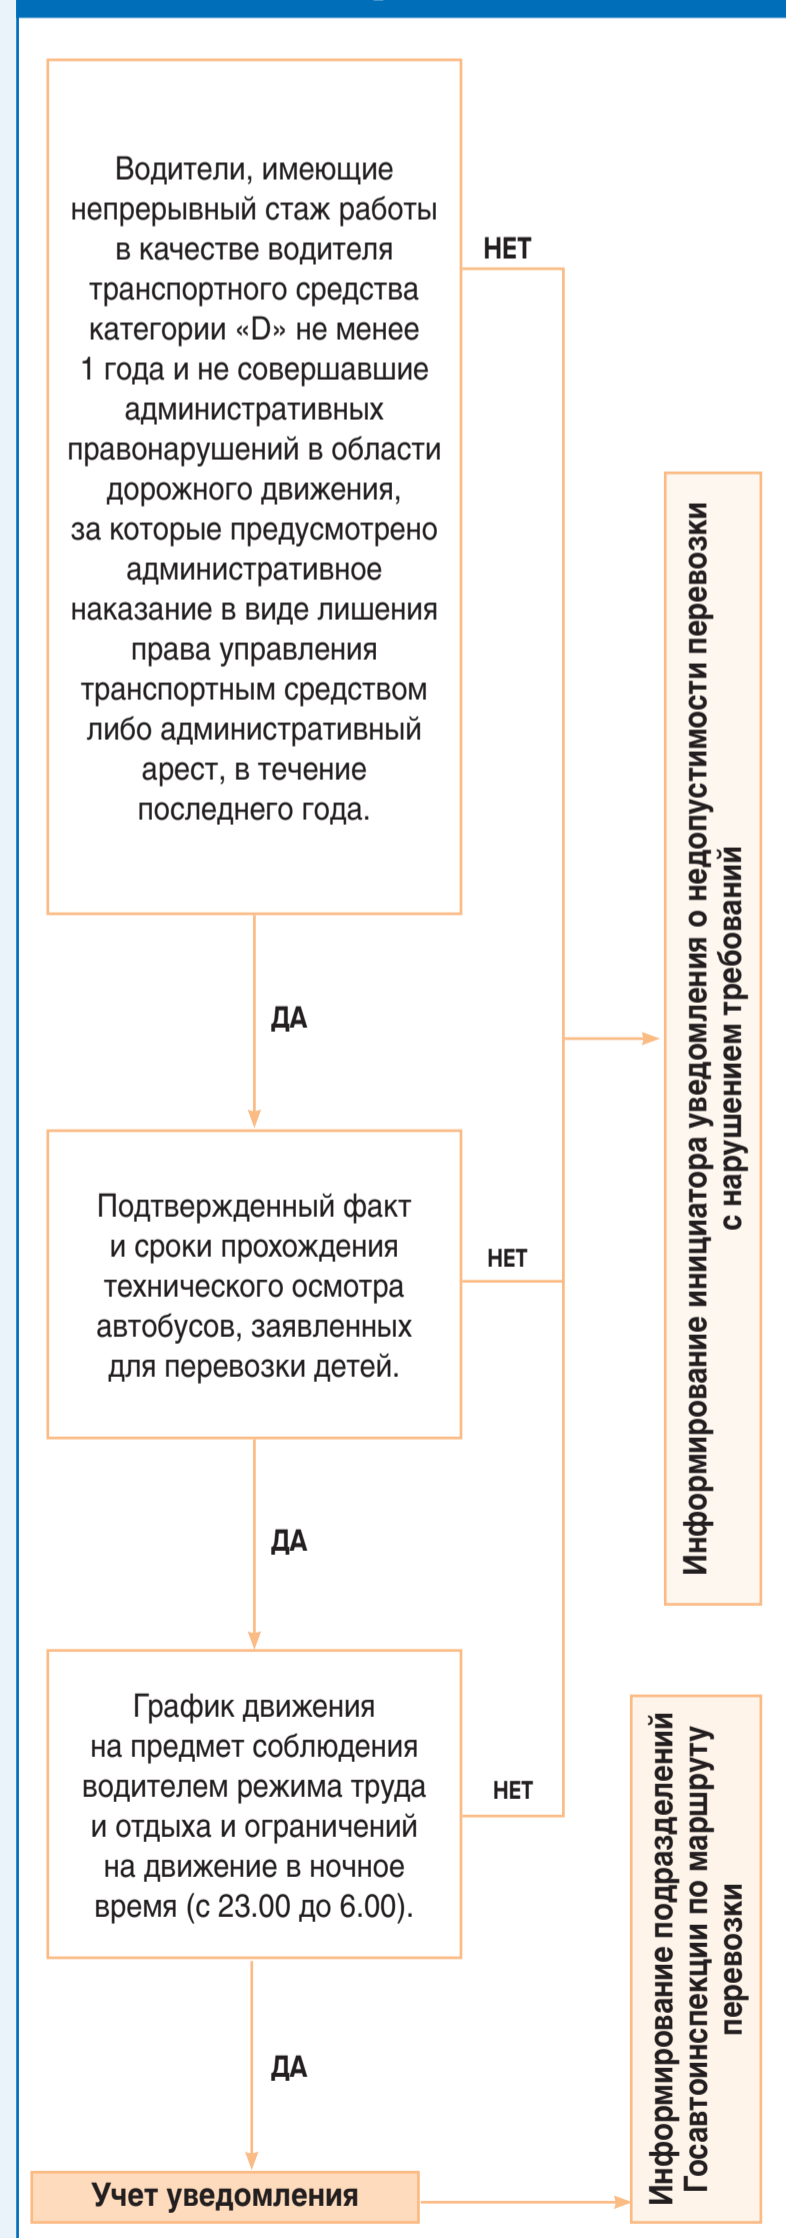 Водители, имеющие
непрерывный стаж работы
в качестве водителя
транспортного средства
категории «D» не менее
1 года и не совершавшие
административных
правонарушений в области
дорожного движения,
за которые предусмотрено
административное
наказание в виде лишения
права управления
транспортным средством
либо административный
арест, в течение
последнего года.
НЕТ
ДА
Подтвержденный факт
и сроки прохождения
технического осмотра
автобусов, заявленных
для перевозки детей.
НЕТ
ДА
График движения
на предмет соблюдения
водителем режима труда
и отдыха и ограничений
на движение в ночное
время (с 23.00 до 6.00).
НЕТ
ДА
Учет уведомления
Информирование инициатора уведомления о недопустимости перевозки
с нарушением требований
Информирование подразделений
Госавтоинспекции по маршруту
перевозки